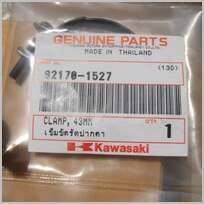 GENUINE PARTS
MADE IN THAILAND
(130)
92170-1527
CLAMP, 43MM
QTY.
1
Kawasaki